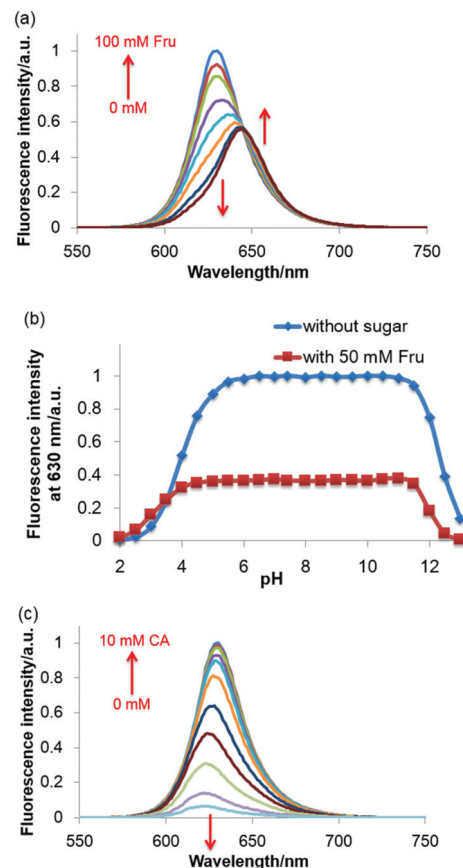 (a)
Fluorescence intensity/a.u.
100 mM Fru
0 mM
1
0.8
0.6
0.4
0.2
0
550 600 650 700 750
Wavelength/nm
(b)
without sugar
with 50 mM Fru
Fluorescence intensity
at 630 nm/a.u.
1
0.8
0.6
0.4
0.2
0
2 4 6 8 10 12
pH
(c)
Fluorescence intensity/a.u.
10 mM CA
0 mM
1
0.8
0.6
0.4
0.2
0
550 600 650 700 750
Wavelength/nm